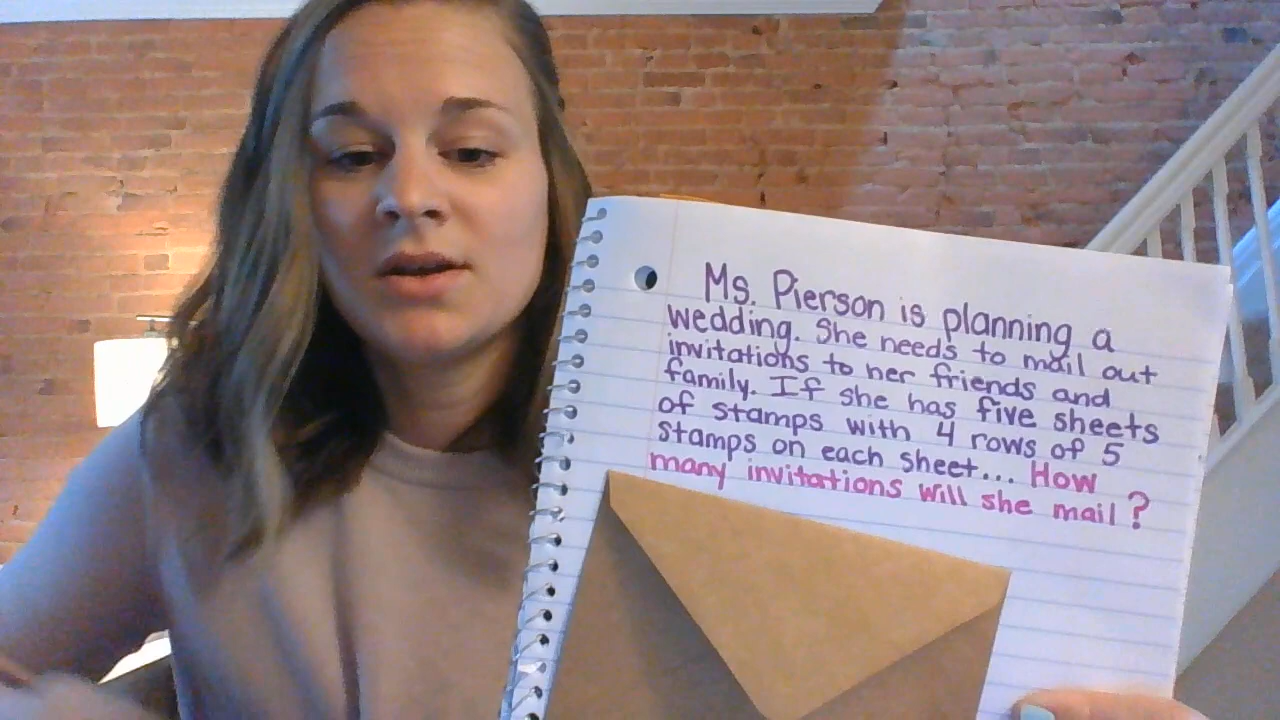 Ms. Pierson is planning a
wedding. She needs to mail out
invitations to her friends and
family. If she has five sheets
of stamps with 4 rows of 5
stamps on each sheet... How
many invitations will she mail?